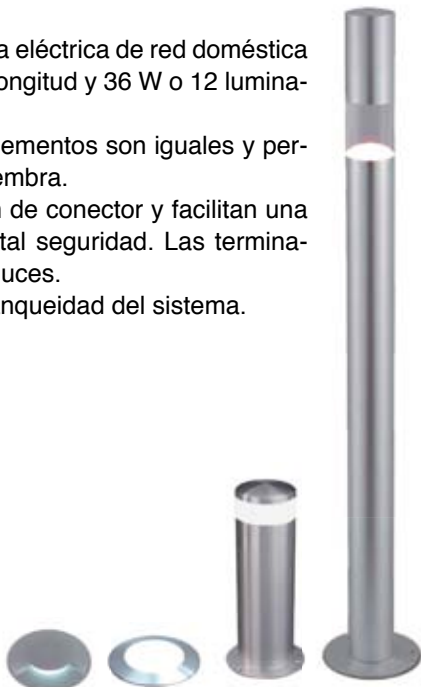 a eléctrica de red doméstica
ongitud y 36 W o 12 lumina-
ementos son iguales y per-
embra.
n de conector y facilitan una
tal seguridad. Las termina-
uces.
anqueidad del sistema.